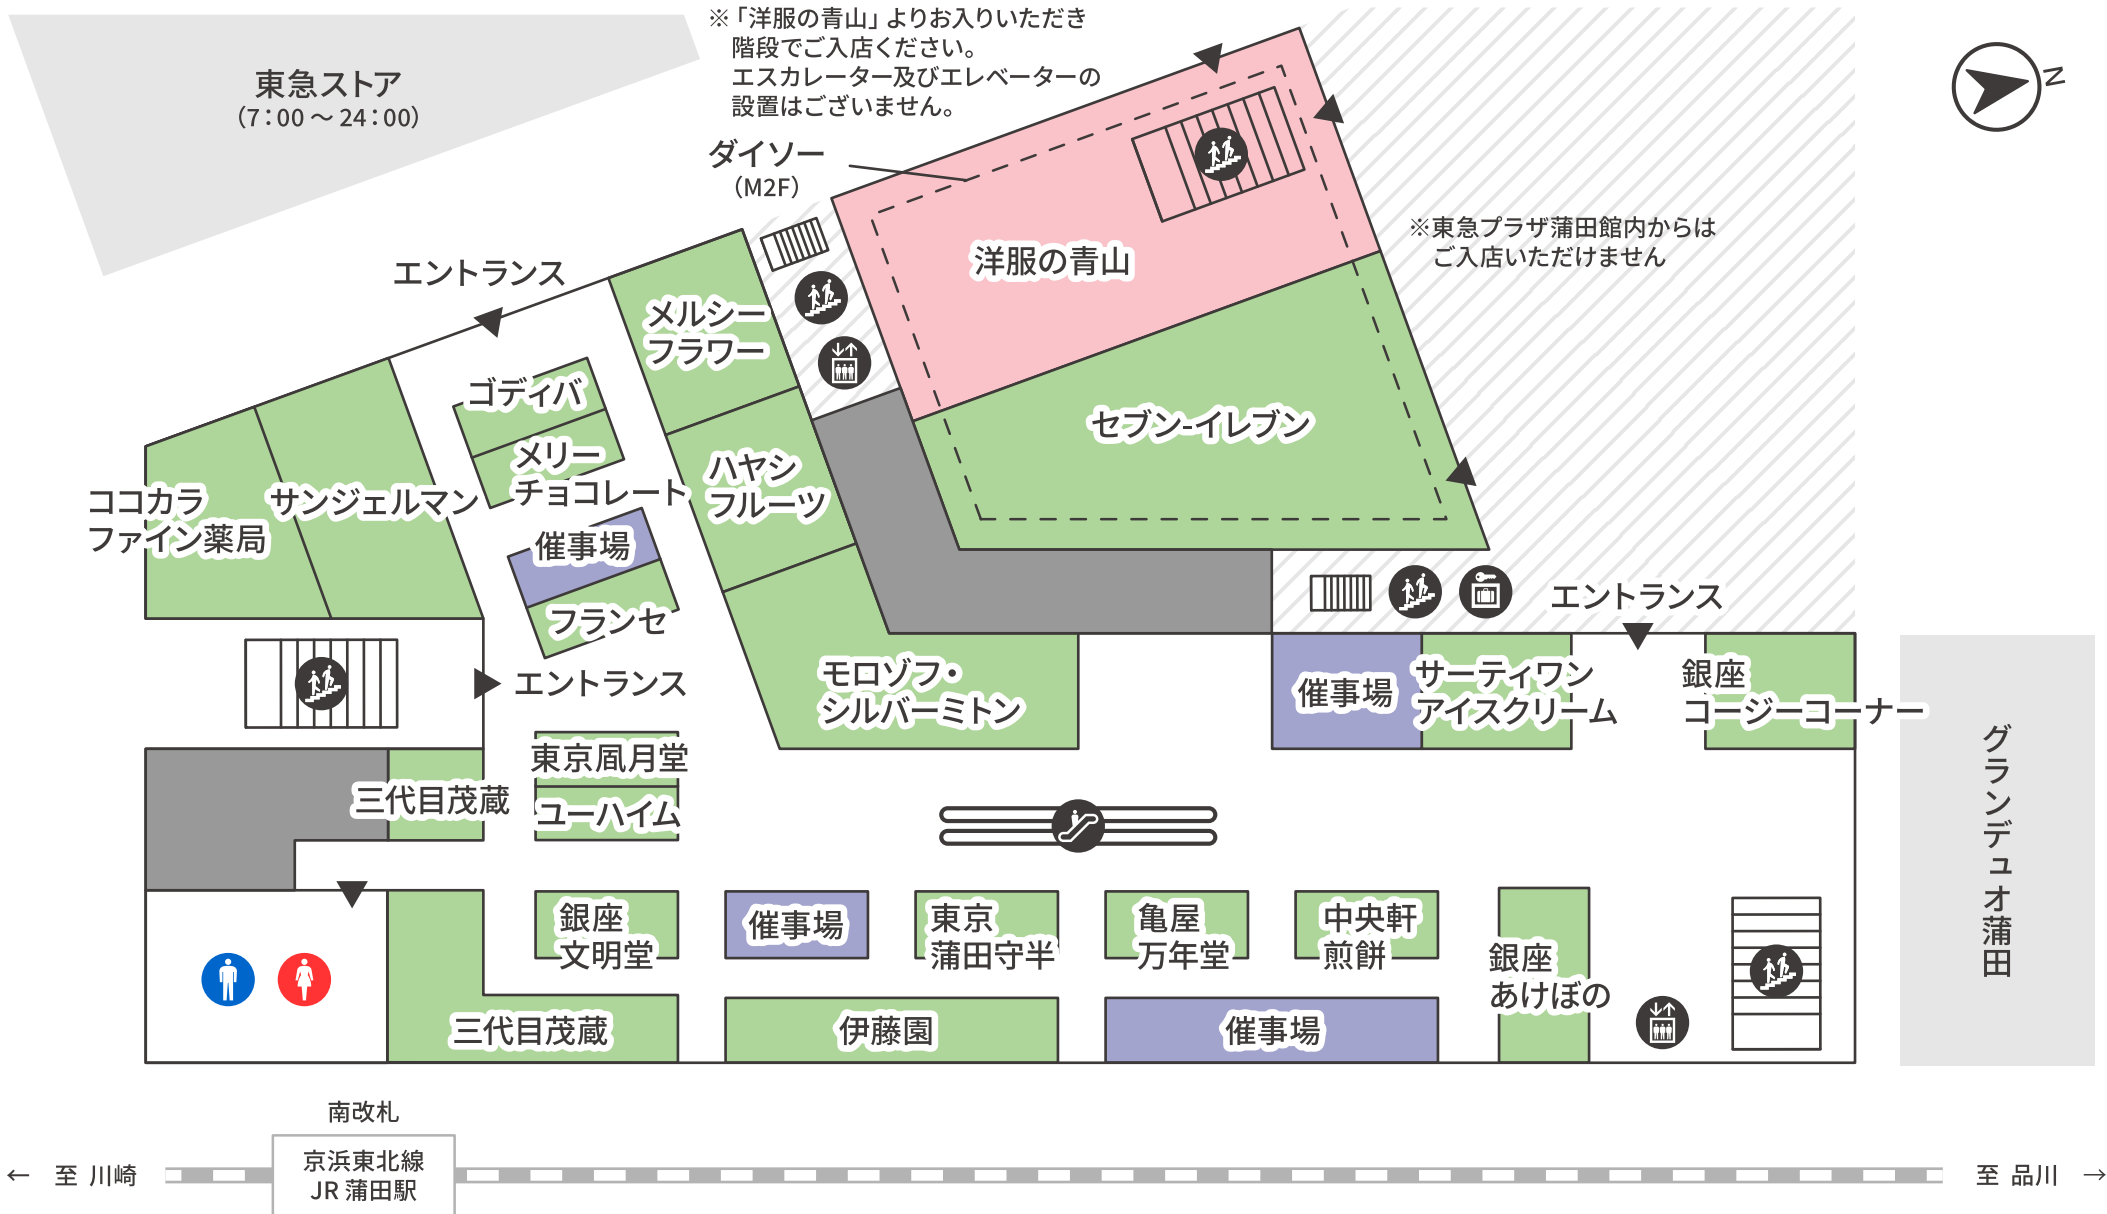 ※「洋服の青山」よりお入りいただき
階段でご入店ください。
エスカレーター及びエレベーターの
設置はございません。
東急ストア
（7：00 ～ 24：00）
N
ダイソー
（M2F）
※東急プラザ蒲田館内からは
ご入店いただけません
洋服の青山
エントランス
メルシー
フラワー
ゴディバ
セブン-イレブン
メリー
チョコレート
ハヤシ
フルーツ
ココカラ
ファイン薬局
サンジェルマン
催事場
フランセ
エントランス
エントランス
モロゾフ・
シルバーミトン
催事場
サーティワン
アイスクリーム
銀座
コージーコーナー
グランデュオ蒲田
東京凮月堂
三代目茂蔵
ユーハイム
銀座
文明堂
催事場
東京
蒲田守半
亀屋
万年堂
中央軒
煎餅
銀座
あけぼの
三代目茂蔵
伊藤園
催事場
南改札
京浜東北線
JR 蒲田駅
← 至 川崎
至 品川 →